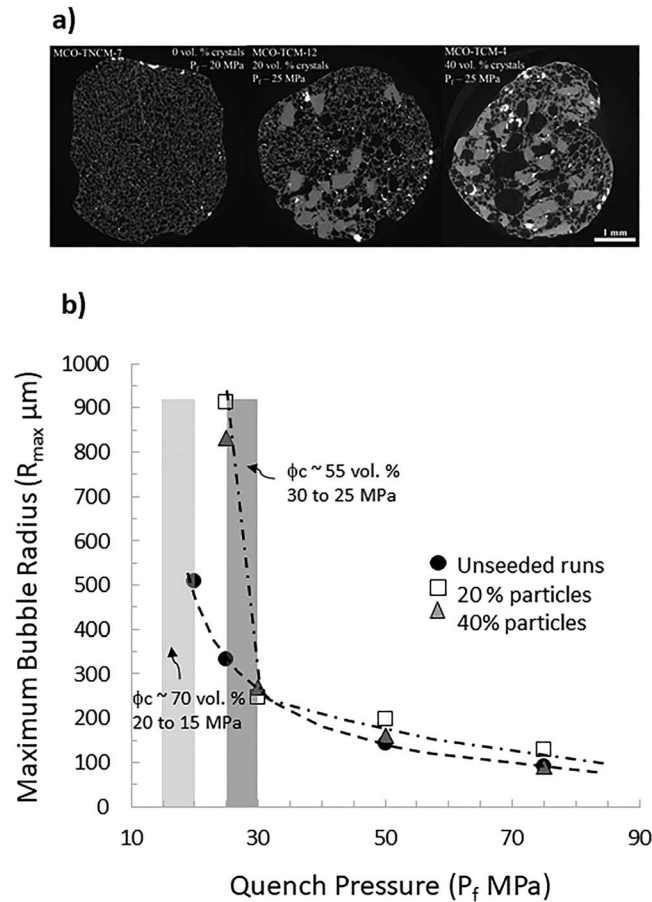 a)
MCO-TNCM-7
0 vol. % crystals
Pf – 20 MPa
MCO-TCM-12
20 vol. % crystals
Pf – 25 MPa
MCO-TCM-4
40 vol. % crystals
Pf – 25 MPa
1 mm
b)
Maximum Bubble Radius (Rmax µm)
1000
900
800
700
600
500
400
300
200
100
0
ϕc ~ 55 vol. %
30 to 25 MPa
Unseeded runs
20 % particles
40% particles
ϕc ~ 70 vol. %
20 to 15 MPa
10
30
50
70
90
Quench Pressure (Pf MPa)